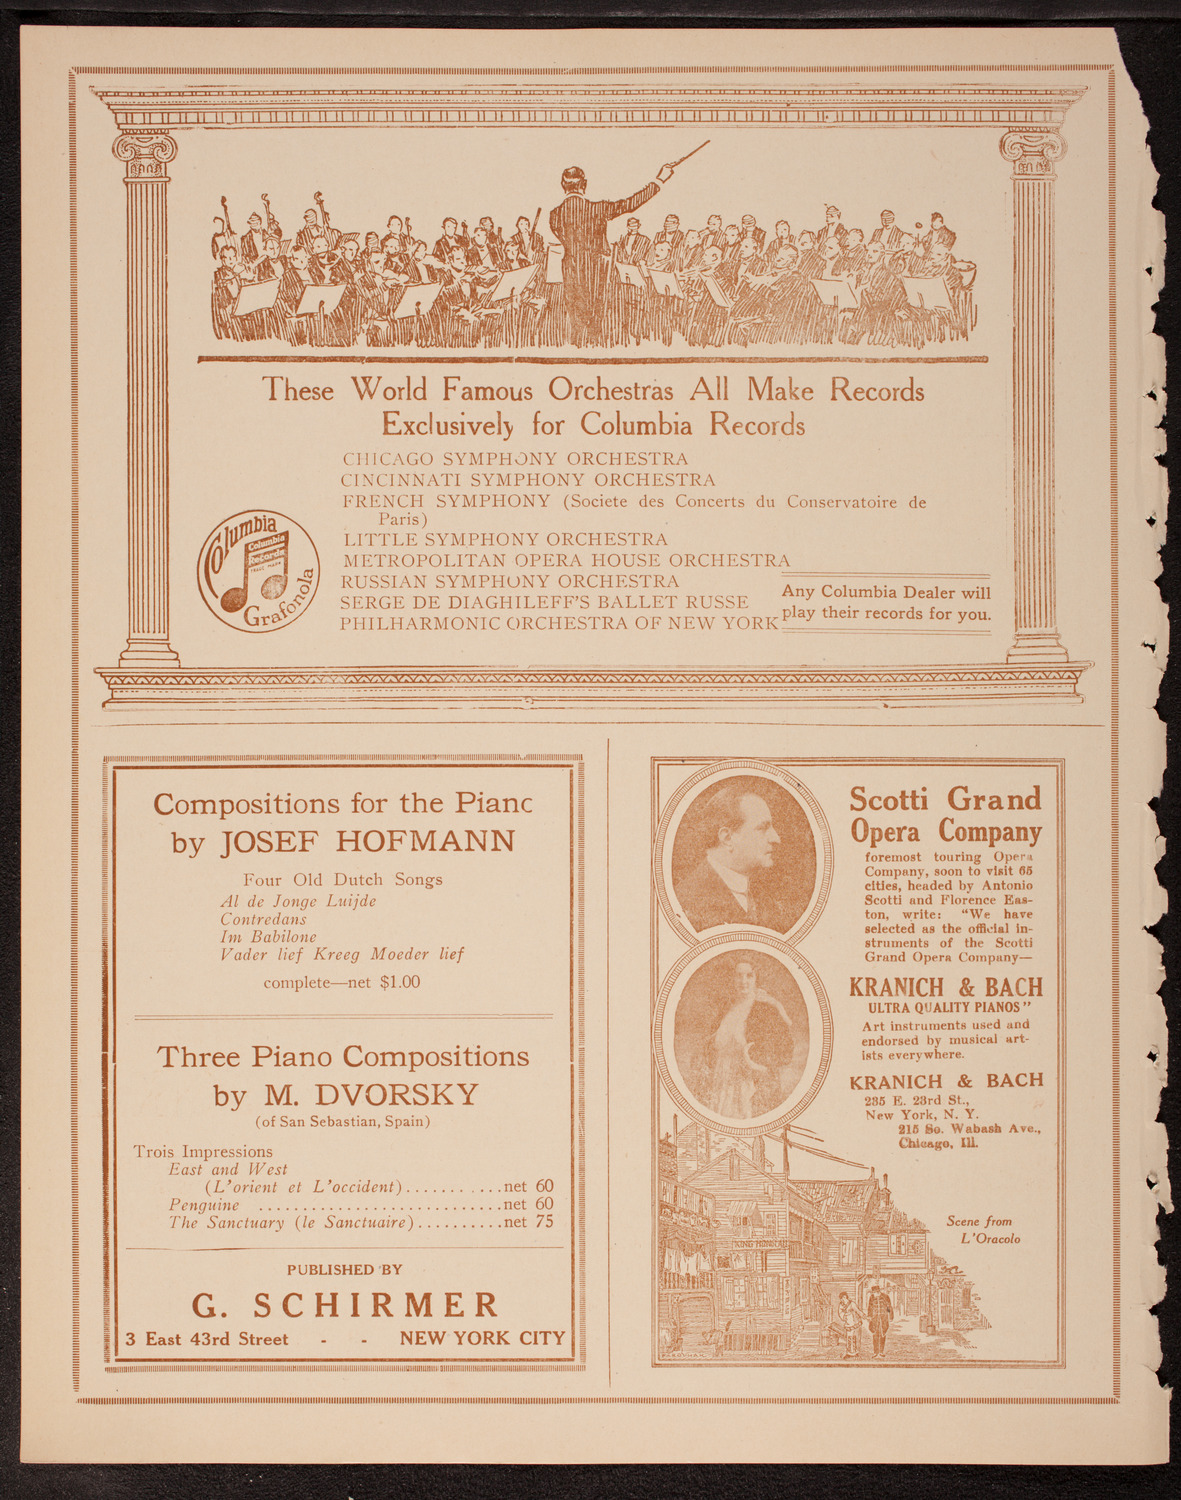 These World Famous Orchestras All Make Records
Exclusively for Columbia Records
CHICAGO SYMPHONY ORCHESTRA
CINCINNATI SYMPHONY ORCHESTRA
FRENCH SYMPHONY (Societe des Concerts du Conservatoire de
Paris)
LITTLE SYMPHONY ORCHESTRA
METROPOLITAN OPERA HOUSE ORCHESTRA
RUSSIAN SYMPHONY ORCHESTRA
SERGE DE DIAGHILEFF'S BALLET RUSSE
PHILHARMONIC ORCHESTRA OF NEW YORK
Columbia
Columbia
Records
TRADE MARK
Grafonola
Any Columbia Dealer will
play their records for you.
Compositions for the Piano
by JOSEF HOFMANN
Four Old Dutch Songs
Al de Jonge Luijde
Contredans
Im Babilone
Vader lief Kreeg Moeder lief
complete—net $1.00
Three Piano Compositions
by M. DVORSKY
(of San Sebastian, Spain)
Trois Impressions
East and West
(L'orient et L'occident)...........net 60
Penguine ............................net 60
The Sanctuary (le Sanctuaire)..........net 75
PUBLISHED BY
G. SCHIRMER
3 East 43rd Street - - NEW YORK CITY
Scotti Grand
Opera Company
foremost touring Opera
Company, soon to visit 65
cities, headed by Antonio
Scotti and Florence Eas-
ton, write: "We have
selected as the official in-
struments of the Scotti
Grand Opera Company—
KRANICH & BACH
ULTRA QUALITY PIANOS"
Art instruments used and
endorsed by musical art-
ists everywhere.
KRANICH & BACH
235 E. 23rd St.,
New York, N. Y.
215 So. Wabash Ave.,
Chicago, Ill.
Scene from
L'Oracolo